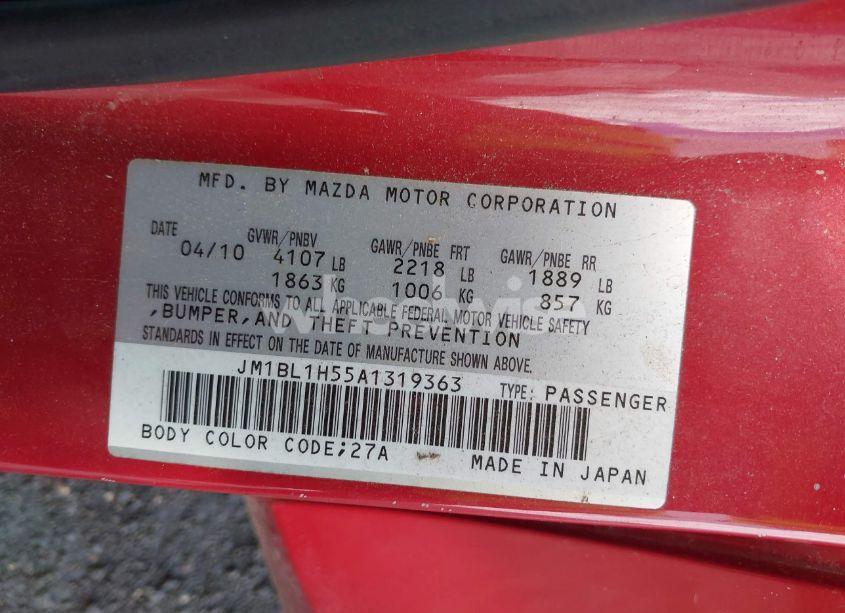 MFD. BY MAZDA MOTOR CORPORATION
DATE GVWR/PNBV GAWR/PNBE FRT GAWR/PNBE RR
04/10 4107 LB 2218 LB 1889 LB
1863 KG 1006 KG 857 KG
THIS VEHICLE CONFORMS TO ALL APPLICABLE FEDERAL MOTOR VEHICLE SAFETY
,BUMPER,AND THEFT PREVENTION
STANDARDS IN EFFECT ON THE DATE OF MANUFACTURE SHOWN ABOVE.
JM1BL1H55A1319363 TYPE: PASSENGER
BODY COLOR CODE;27A MADE IN JAPAN